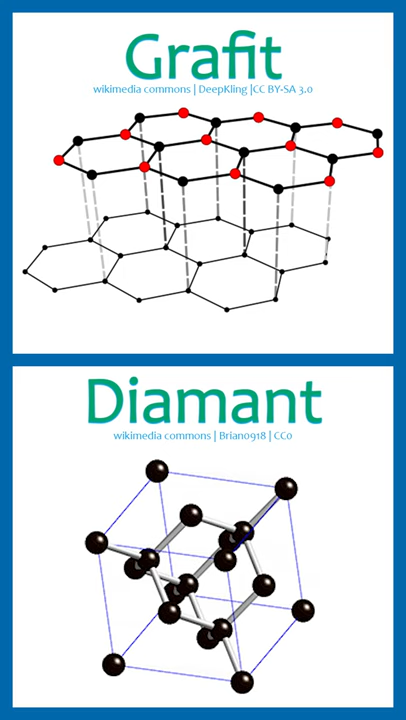 Grafit
wikimedia commons | DeepKling |CC BY-SA 3.0
Diamant
wikimedia commons | Brian0918 | CC0